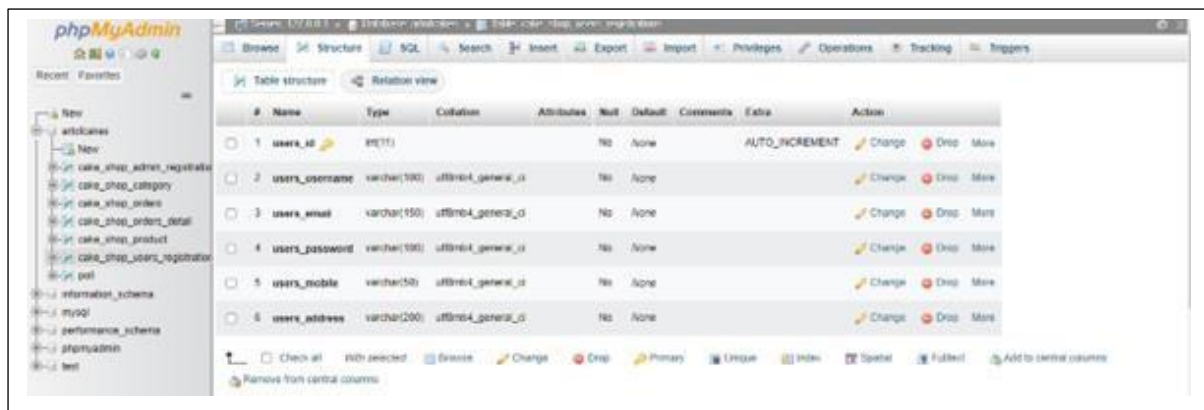 phpMyAdmin
Recent Favorites
New
New
cake_shop_admin_registration
cake_shop_category
cake_shop_orders
cake_shop_orders_detail
cake_shop_product
cake_shop_users_registration
poll
information_schema
mysql
performance_schema
phpmyadmin
test
Browse Structure SQL Search Insert Export Import Privileges Operations Tracking Triggers
Table structure Relation view
# Name Type Collation Attributes Null Default Comments Extra Action
1 users_id int(11) No None AUTO_INCREMENT Change Drop More
2 users_username varchar(100) utf8mb4_general_ci No None Change Drop More
3 users_email varchar(150) utf8mb4_general_ci No None Change Drop More
4 users_password varchar(100) utf8mb4_general_ci No None Change Drop More
5 users_mobile varchar(50) utf8mb4_general_ci No None Change Drop More
6 users_address varchar(200) utf8mb4_general_ci No None Change Drop More
Check all With selected: Browse Change Drop Primary Unique Index Spatial Fulltext Add to central columns
Remove from central columns